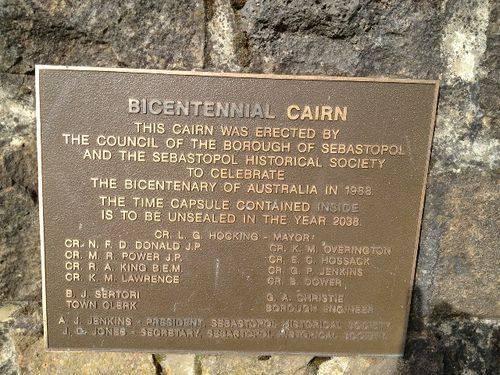 BICENTENNIAL CAIRN
THIS CAIRN WAS ERECTED BY
THE COUNCIL OF THE BOROUGH OF SEBASTOPOL
AND THE SEBASTOPOL HISTORICAL SOCIETY
TO CELEBRATE
THE BICENTENARY OF AUSTRALIA IN 1988
THE TIME CAPSULE CONTAINED INSIDE
IS TO BE UNSEALED IN THE YEAR 2038.
CR. L. G. HOCKING - MAYOR
CR. N. F. D. DONALD J.P.
CR. M. R. POWER J.P.
CR. R. A. KING B.E.M.
CR. K. M. LAWRENCE
CR. K. M. OVERINGTON
CR. E. C. HOSSACK
CR. G. P. JENKINS
CR. B. DOWER
B. J. SERTORI
TOWN CLERK
G. A. CHRISTIE
BOROUGH ENGINEER
A. J. JENKINS - PRESIDENT, SEBASTOPOL HISTORICAL SOCIETY
J. G. JONES - SECRETARY, SEBASTOPOL HISTORICAL SOCIETY